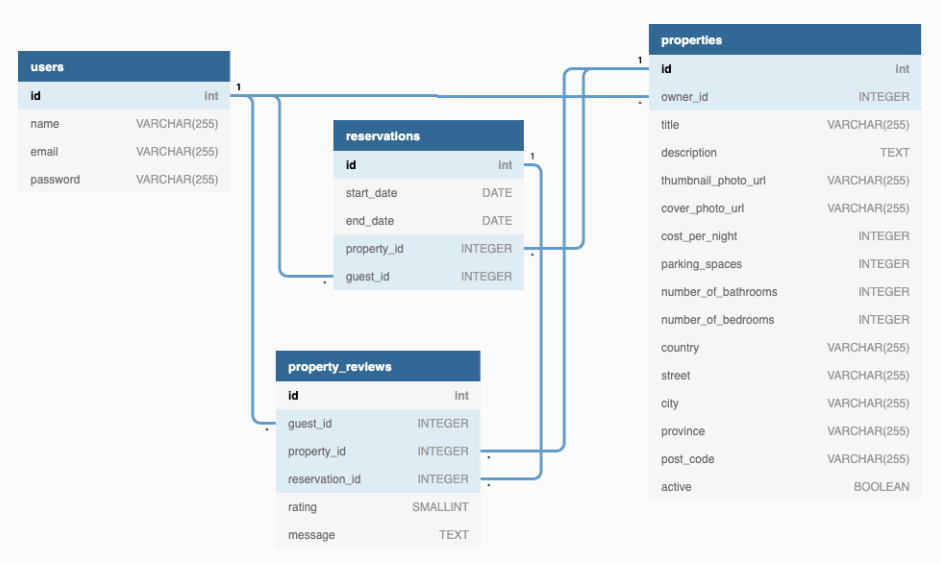 users
id int
name VARCHAR(255)
email VARCHAR(255)
password VARCHAR(255)
1
reservations
id int
start_date DATE
end_date DATE
property_id INTEGER
guest_id INTEGER
1
*
*
property_reviews
id int
guest_id INTEGER
property_id INTEGER
reservation_id INTEGER
rating SMALLINT
message TEXT
*
*
*
properties
id int
owner_id INTEGER
title VARCHAR(255)
description TEXT
thumbnail_photo_url VARCHAR(255)
cover_photo_url VARCHAR(255)
cost_per_night INTEGER
parking_spaces INTEGER
number_of_bathrooms INTEGER
number_of_bedrooms INTEGER
country VARCHAR(255)
street VARCHAR(255)
city VARCHAR(255)
province VARCHAR(255)
post_code VARCHAR(255)
active BOOLEAN
1
*